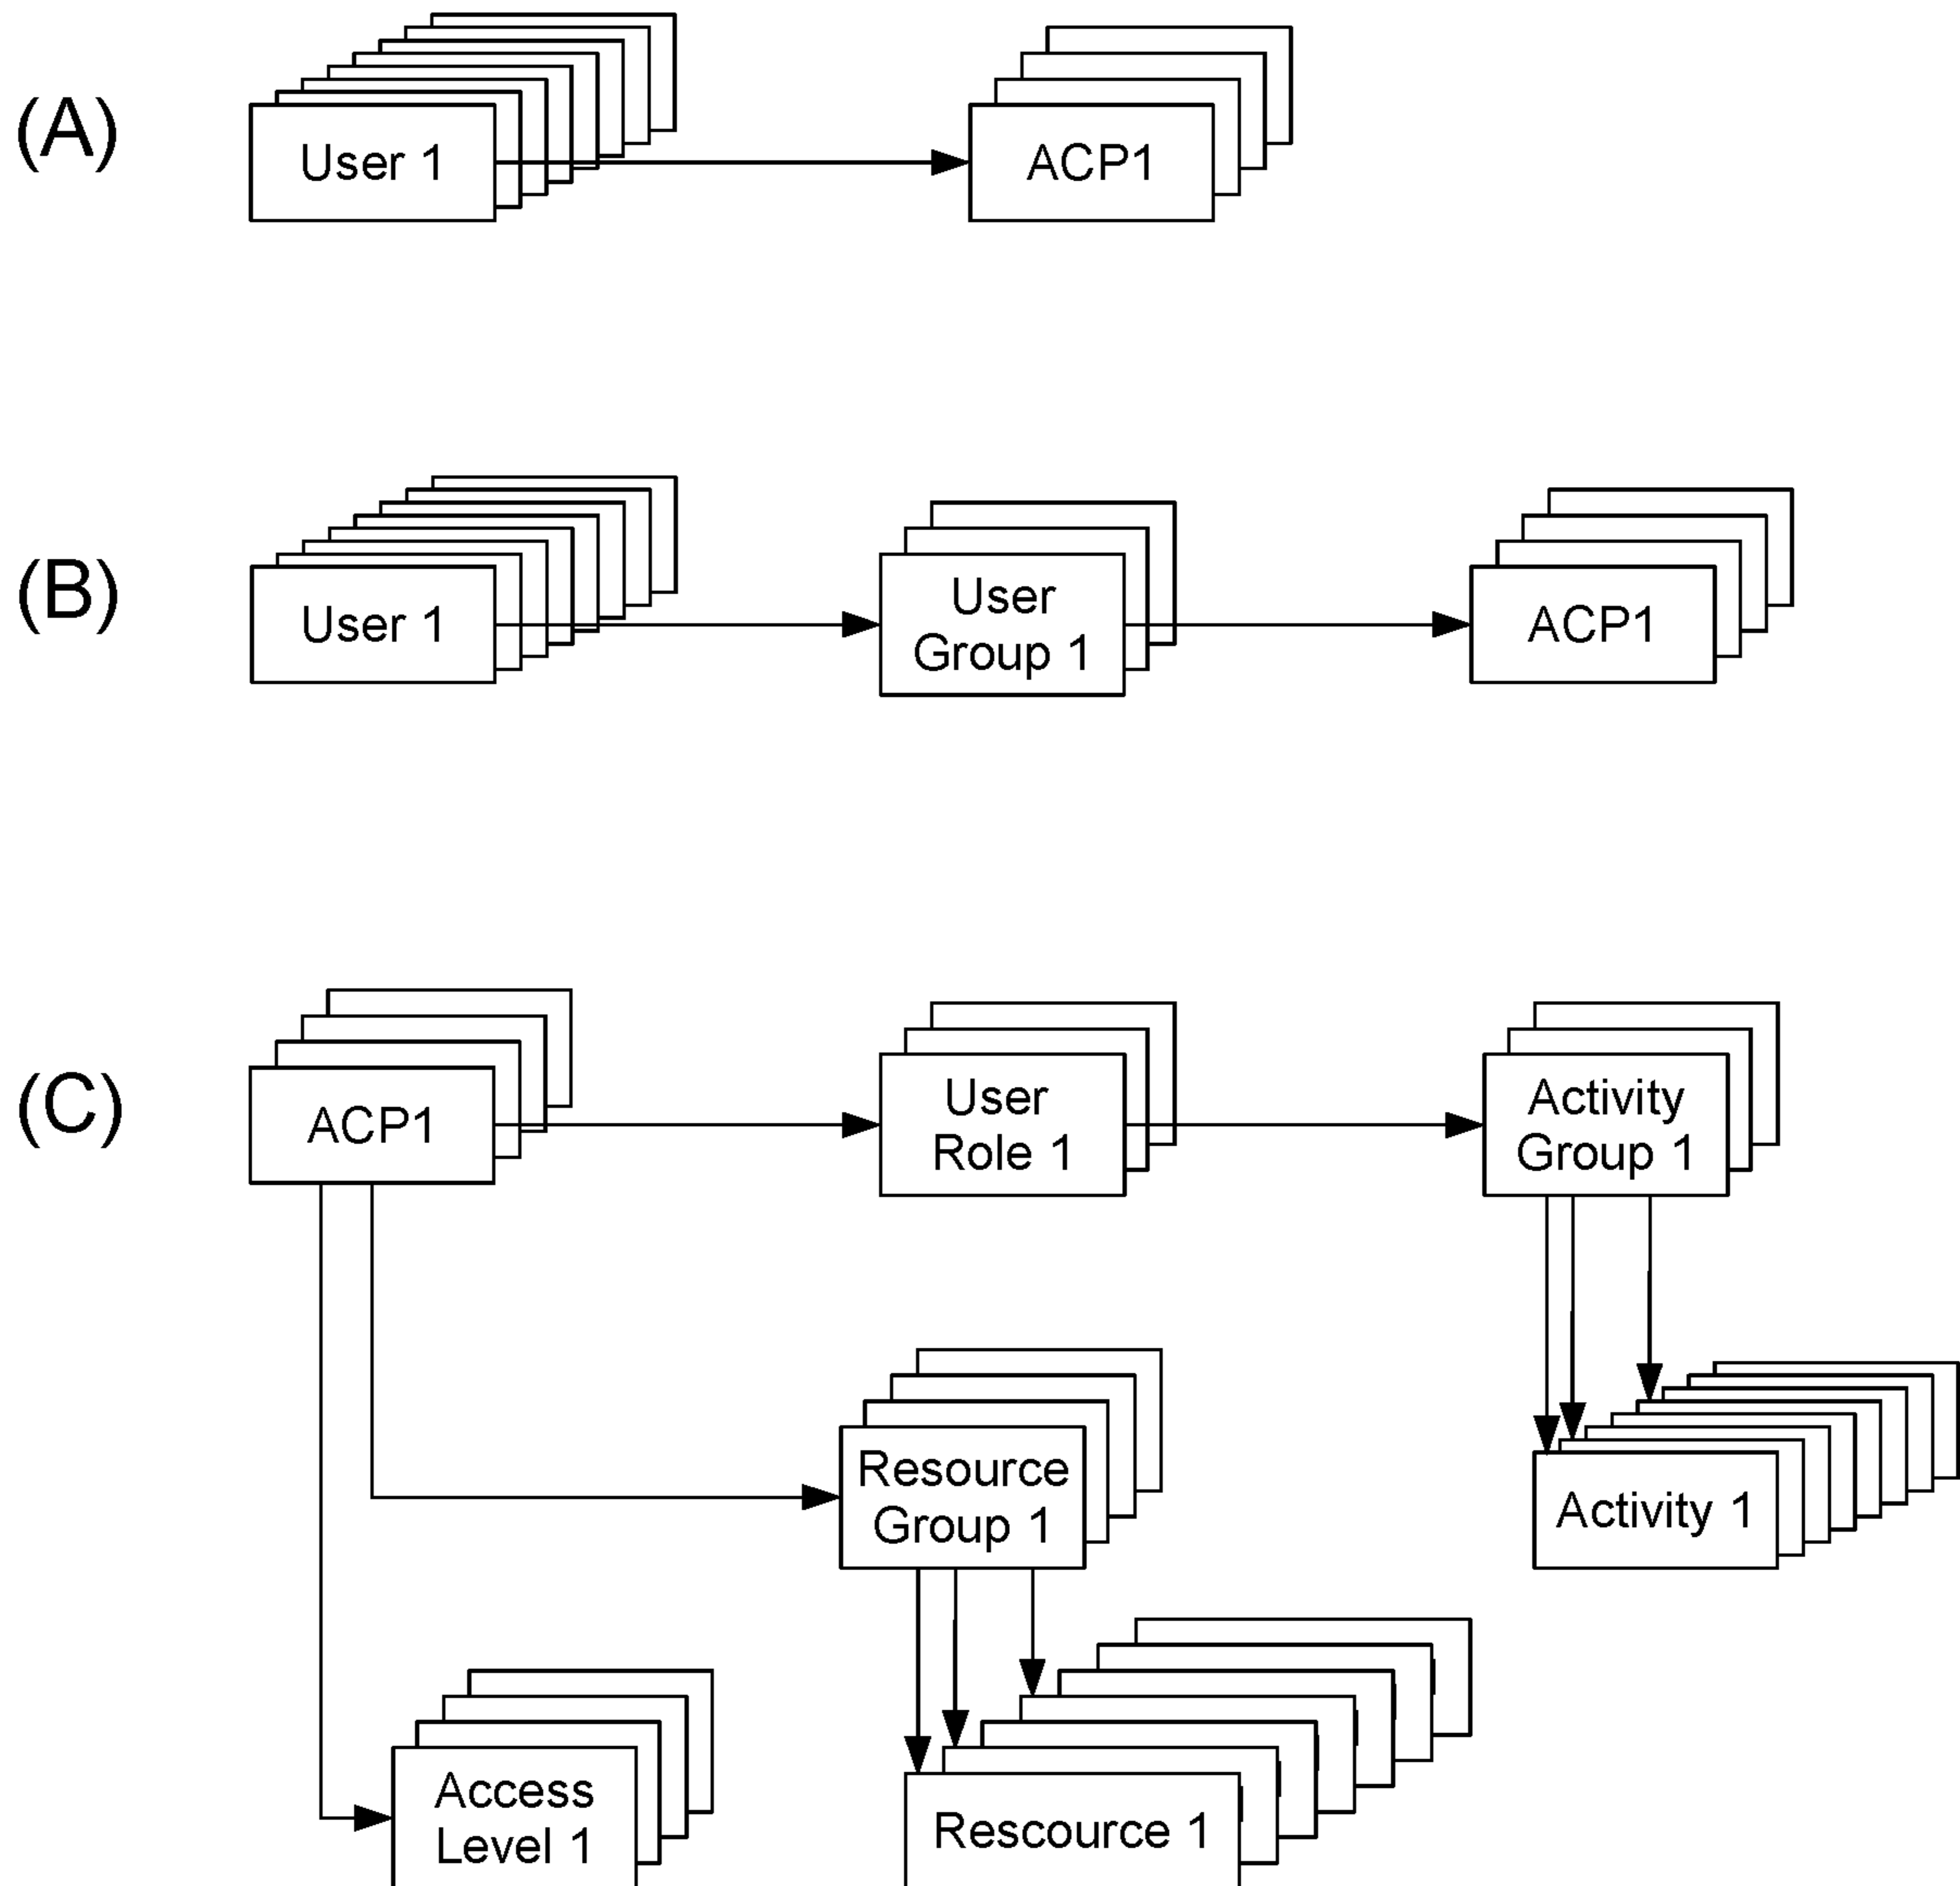 (A)
User 1
ACP1
(B)
User 1
User
Group 1
ACP1
(C)
ACP1
User
Role 1
Activity
Group 1
Resource
Group 1
Activity 1
Access
Level 1
Rescource 1